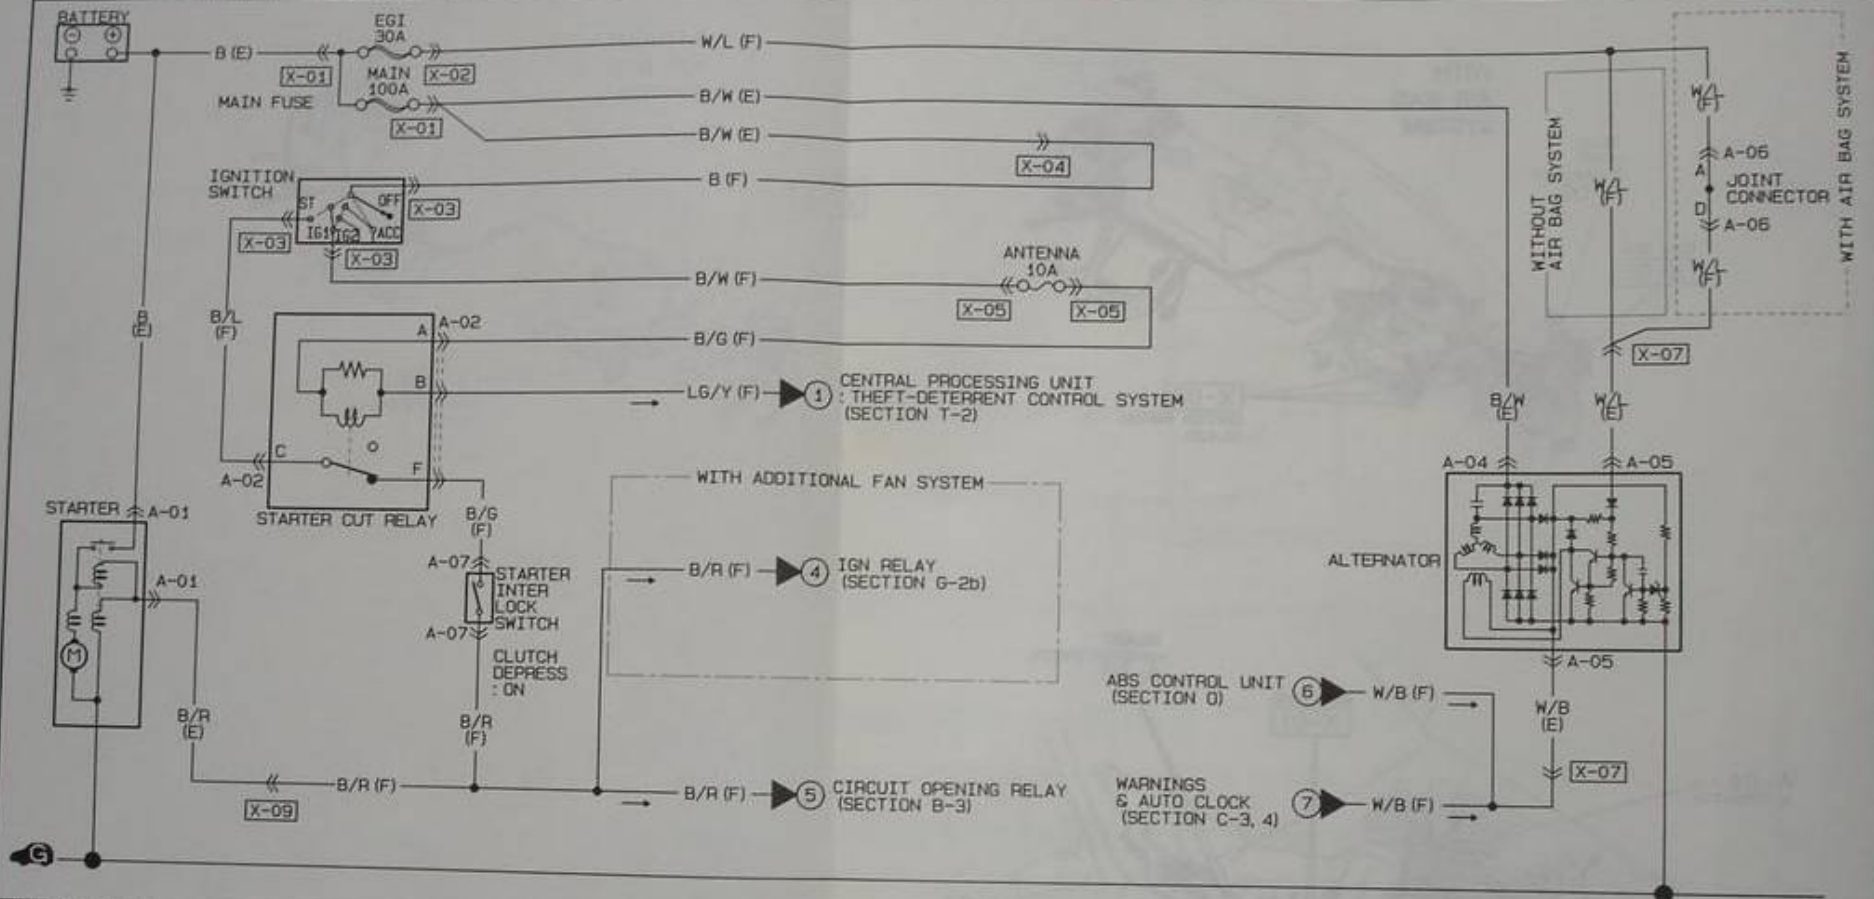 BATTERY
B (E)
X-01
EGI
30A
X-02
W/L (F)
MAIN
100A
MAIN FUSE
X-01
B/W (E)
B/W (E)
X-04
IGNITION
SWITCH
ST
OFF
IG1
IG2
ACC
X-03
X-03
X-03
B (F)
B/W (F)
ANTENNA
10A
X-05
X-05
B
(E)
B/L
(F)
A
A-02
B/G (F)
B
LG/Y (F)
1
CENTRAL PROCESSING UNIT
: THEFT-DETERRENT CONTROL SYSTEM
(SECTION T-2)
C
A-02
F
STARTER CUT RELAY
B/G
(F)
WITHOUT
AIR BAG SYSTEM
W/L
(F)
W/L
(F)
A-06
A
JOINT
CONNECTOR
D
A-06
W/L
(F)
WITH AIR BAG SYSTEM
X-07
B/W
(E)
W/L
(E)
A-04
A-05
ALTERNATOR
A-05
STARTER
A-01
A-01
M
B/R
(E)
X-09
B/R (F)
A-07
STARTER
INTER
LOCK
SWITCH
A-07
CLUTCH
DEPRESS
: ON
B/R
(F)
WITH ADDITIONAL FAN SYSTEM
B/R (F)
4
IGN RELAY
(SECTION G-2b)
B/R (F)
5
CIRCUIT OPENING RELAY
(SECTION B-3)
ABS CONTROL UNIT
(SECTION O)
6
W/B (F)
W/B
(E)
X-07
WARNINGS
& AUTO CLOCK
(SECTION C-3, 4)
7
W/B (F)
G